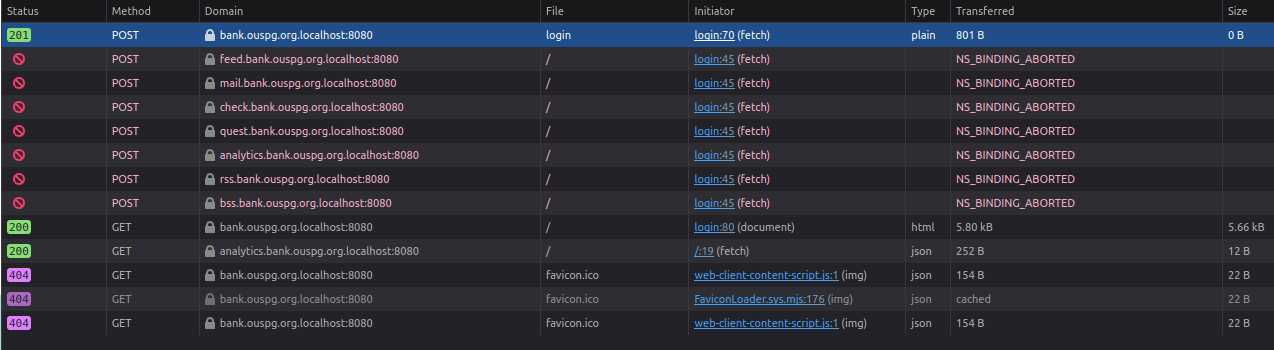 Status Method Domain File Initiator Type Transferred Size
201 POST bank.ouspg.org.localhost:8080 login login:70 (fetch) plain 801 B 0 B
POST feed.bank.ouspg.org.localhost:8080 / login:45 (fetch) NS_BINDING_ABORTED
POST mail.bank.ouspg.org.localhost:8080 / login:45 (fetch) NS_BINDING_ABORTED
POST check.bank.ouspg.org.localhost:8080 / login:45 (fetch) NS_BINDING_ABORTED
POST quest.bank.ouspg.org.localhost:8080 / login:45 (fetch) NS_BINDING_ABORTED
POST analytics.bank.ouspg.org.localhost:8080 / login:45 (fetch) NS_BINDING_ABORTED
POST rss.bank.ouspg.org.localhost:8080 / login:45 (fetch) NS_BINDING_ABORTED
POST bss.bank.ouspg.org.localhost:8080 / login:45 (fetch) NS_BINDING_ABORTED
200 GET bank.ouspg.org.localhost:8080 / login:80 (document) html 5.80 kB 5.66 kB
200 GET analytics.bank.ouspg.org.localhost:8080 / /:19 (fetch) json 252 B 12 B
404 GET bank.ouspg.org.localhost:8080 favicon.ico web-client-content-script.js:1 (img) json 154 B 22 B
404 GET bank.ouspg.org.localhost:8080 favicon.ico FaviconLoader.sys.mjs:176 (img) json cached 22 B
404 GET bank.ouspg.org.localhost:8080 favicon.ico web-client-content-script.js:1 (img) json 154 B 22 B